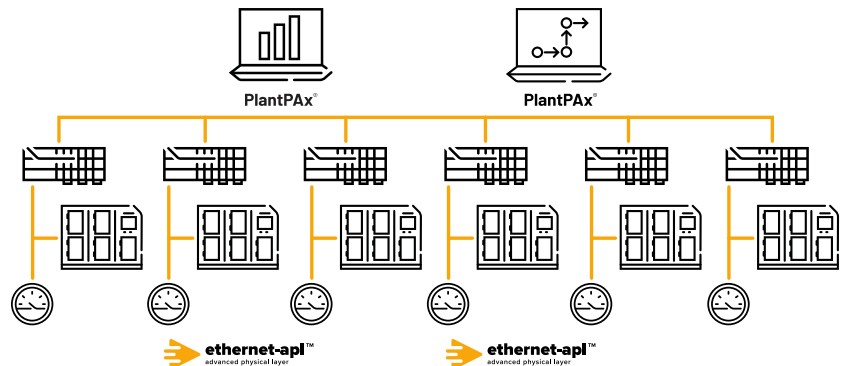 PlantPAx®
PlantPAx®
ethernet-apl™
advanced physical layer
ethernet-apl™
advanced physical layer